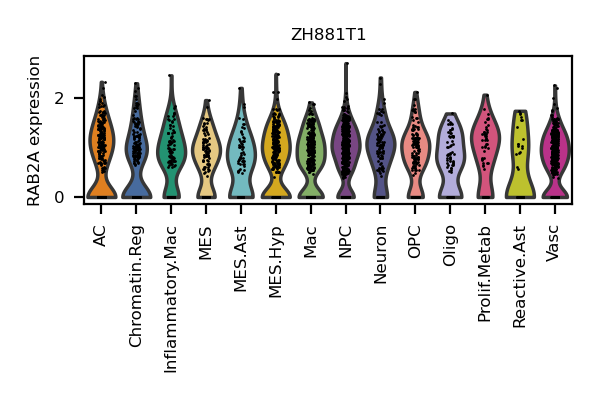 ZH881T1
RAB2A expression
2
0
AC
Chromatin.Reg
Inflammatory.Mac
MES
MES.Ast
MES.Hyp
Mac
NPC
Neuron
OPC
Oligo
Prolif.Metab
Reactive.Ast
Vasc